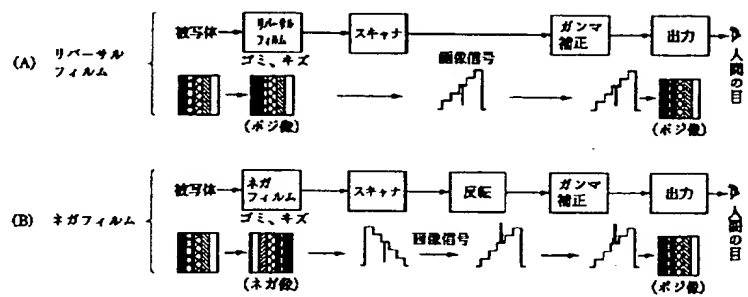 (A) リバーサル
フィルム
被写体
リバーサル
フィルム
スキャナ
ガンマ
補正
出力
人間の目
ゴミ、キズ
画像信号
(ポジ像)
(ポジ像)
(B) ネガフィルム
被写体
ネガ
フィルム
スキャナ
反転
ガンマ
補正
出力
人間の目
ゴミ、キズ
画像信号
(ネガ像)
(ポジ像)